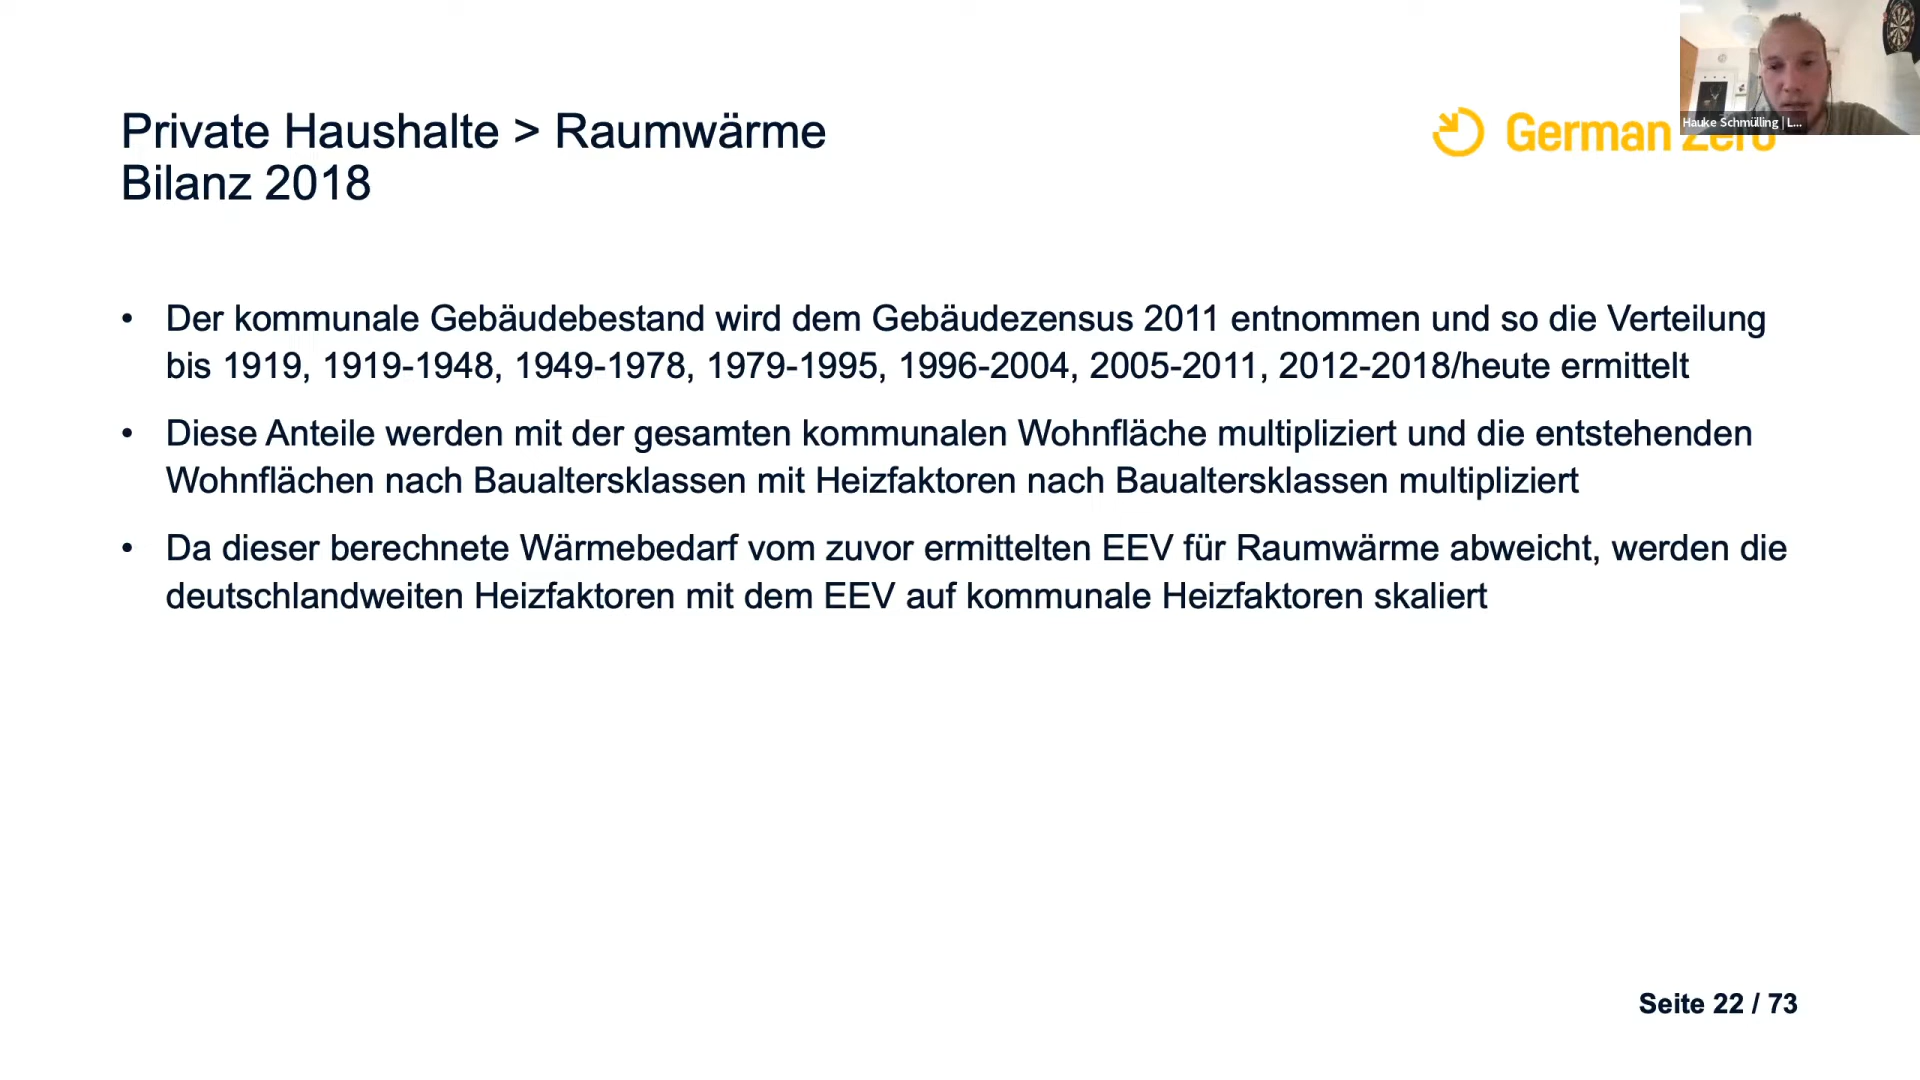 Private Haushalte > Raumwärme
Bilanz 2018
German Zero
Hauke Schmülling | L...
• Der kommunale Gebäudebestand wird dem Gebäudezensus 2011 entnommen und so die Verteilung
bis 1919, 1919-1948, 1949-1978, 1979-1995, 1996-2004, 2005-2011, 2012-2018/heute ermittelt
• Diese Anteile werden mit der gesamten kommunalen Wohnfläche multipliziert und die entstehenden
Wohnflächen nach Baualtersklassen mit Heizfaktoren nach Baualtersklassen multipliziert
• Da dieser berechnete Wärmebedarf vom zuvor ermittelten EEV für Raumwärme abweicht, werden die
deutschlandweiten Heizfaktoren mit dem EEV auf kommunale Heizfaktoren skaliert
Seite 22 / 73